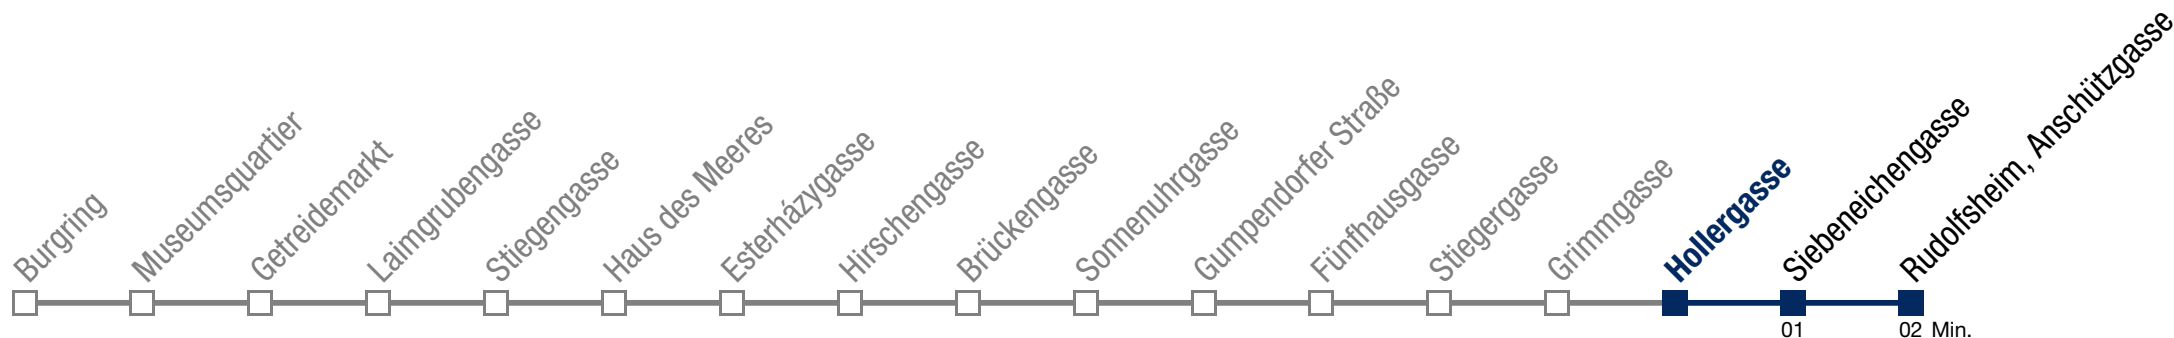 Burgring
Museumsquartier
Getreidemarkt
Laimgrubengasse
Stiegengasse
Haus des Meeres
Esterházygasse
Hirschengasse
Brückengasse
Sonnenuhrgasse
Gumpendorfer Straße
Fünfhausgasse
Stiegergasse
Grimmgasse
Hollergasse
Siebeneichengasse
Rudolfsheim, Anschützgasse
01
02 Min.